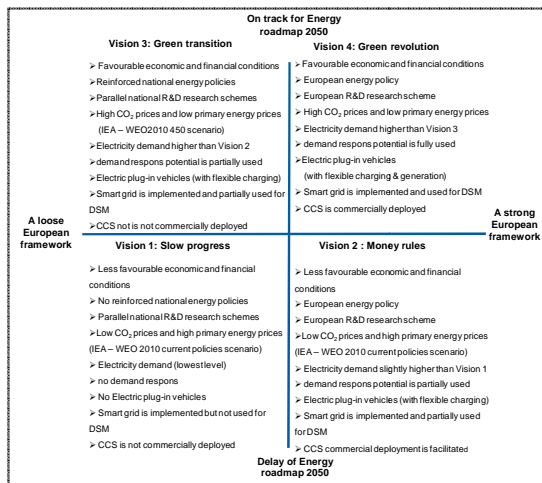 On track for Energy
roadmap 2050
Vision 3: Green transition
➢ Favourable economic and financial conditions
➢ Reinforced national energy policies
➢ Parallel national R&D research schemes
➢ High CO₂ prices and low primary energy prices
(IEA – WEO2010 450 scenario)
➢ Electricity demand higher than Vision 2
➢ demand respons potential is partially used
➢ Electric plug-in vehicles (with flexible charging)
➢ Smart grid is implemented and partially used for
DSM
➢ CCS not is not commercially deployed
Vision 4: Green revolution
➢ Favourable economic and financial conditions
➢ European energy policy
➢ European R&D research scheme
➢ High CO₂ prices and low primary energy prices
➢ Electricity demand higher than Vision 3
➢ demand respons potential is fully used
➢ Electric plug-in vehicles
(with flexible charging & generation)
➢ Smart grid is implemented and used for DSM
➢ CCS is commercially deployed
A loose
European
framework
A strong
European
framework
Vision 1: Slow progress
➢ Less favourable economic and financial
conditions
➢ No reinforced national energy policies
➢ Parallel national R&D research schemes
➢ Low CO₂ prices and high primary energy prices
(IEA – WEO 2010 current policies scenario)
➢ Electricity demand (lowest level)
➢ no demand respons
➢ No Electric plug-in vehicles
➢ Smart grid is implemented but not used for
DSM
➢ CCS is not commercially deployed
Vision 2 : Money rules
➢ Less favourable economic and financial
conditions
➢ European energy policy
➢ European R&D research scheme
➢ Low CO₂ prices and high primary energy prices
(IEA – WEO 2010 current policies scenario)
➢ Electricity demand slightly higher than Vision 1
➢ demand respons potential is partially used
➢ Electric plug-in vehicles (with flexible charging)
➢ Smart grid is implemented and partially used
for DSM
➢ CCS commercial deployment is facilitated
Delay of Energy
roadmap 2050